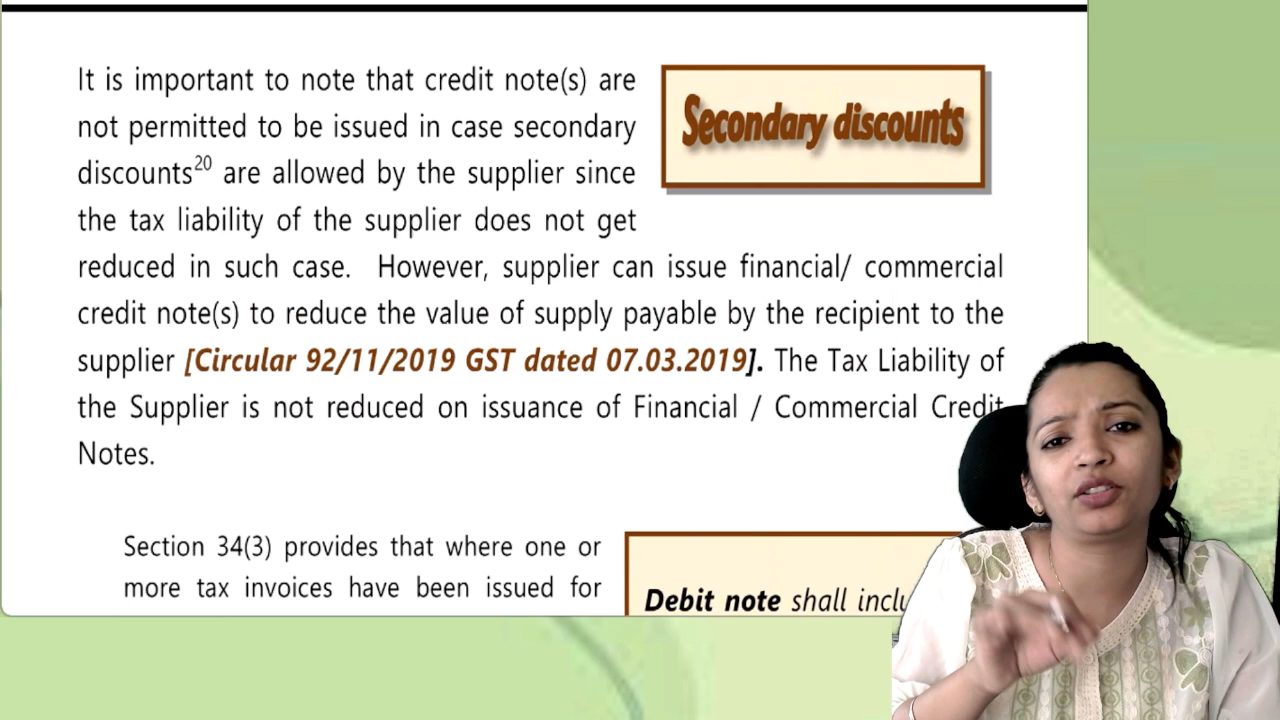 It is important to note that credit note(s) are
not permitted to be issued in case secondary
discounts20 are allowed by the supplier since
the tax liability of the supplier does not get
Secondary discounts
reduced in such case. However, supplier can issue financial/ commercial
credit note(s) to reduce the value of supply payable by the recipient to the
supplier [Circular 92/11/2019 GST dated 07.03.2019]. The Tax Liability of
the Supplier is not reduced on issuance of Financial / Commercial Credit
Notes.
Section 34(3) provides that where one or
more tax invoices have been issued for
Debit note shall